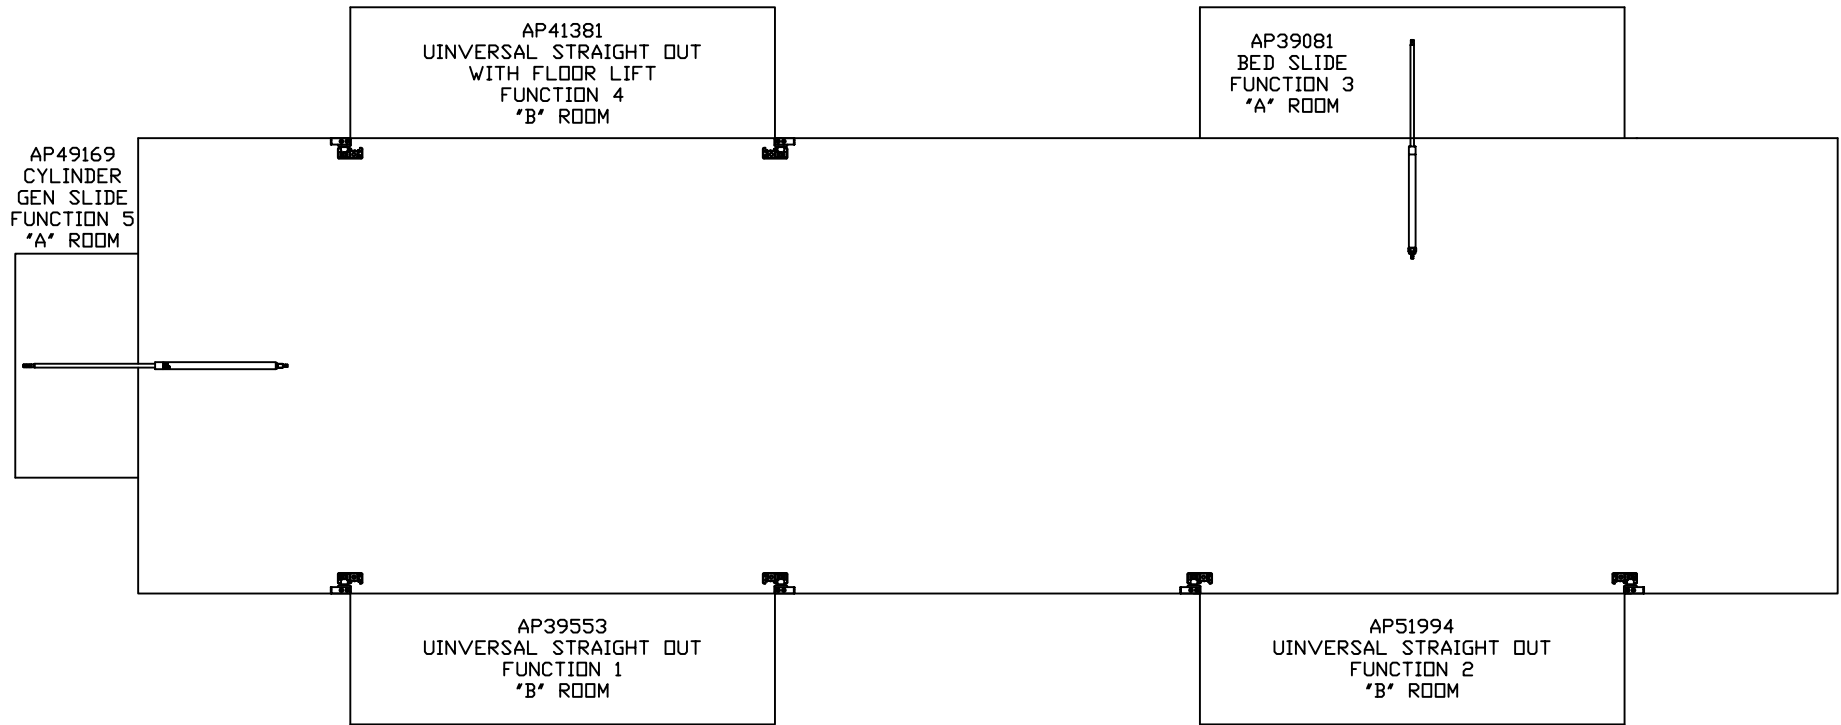 AP41381
UINVERSAL STRAIGHT OUT
WITH FLOOR LIFT
FUNCTION 4
"B" ROOM
AP39081
BED SLIDE
FUNCTION 3
"A" ROOM
AP49169
CYLINDER
GEN SLIDE
FUNCTION 5
"A" ROOM
AP39553
UINVERSAL STRAIGHT OUT
FUNCTION 1
"B" ROOM
AP51994
UINVERSAL STRAIGHT OUT
FUNCTION 2
"B" ROOM